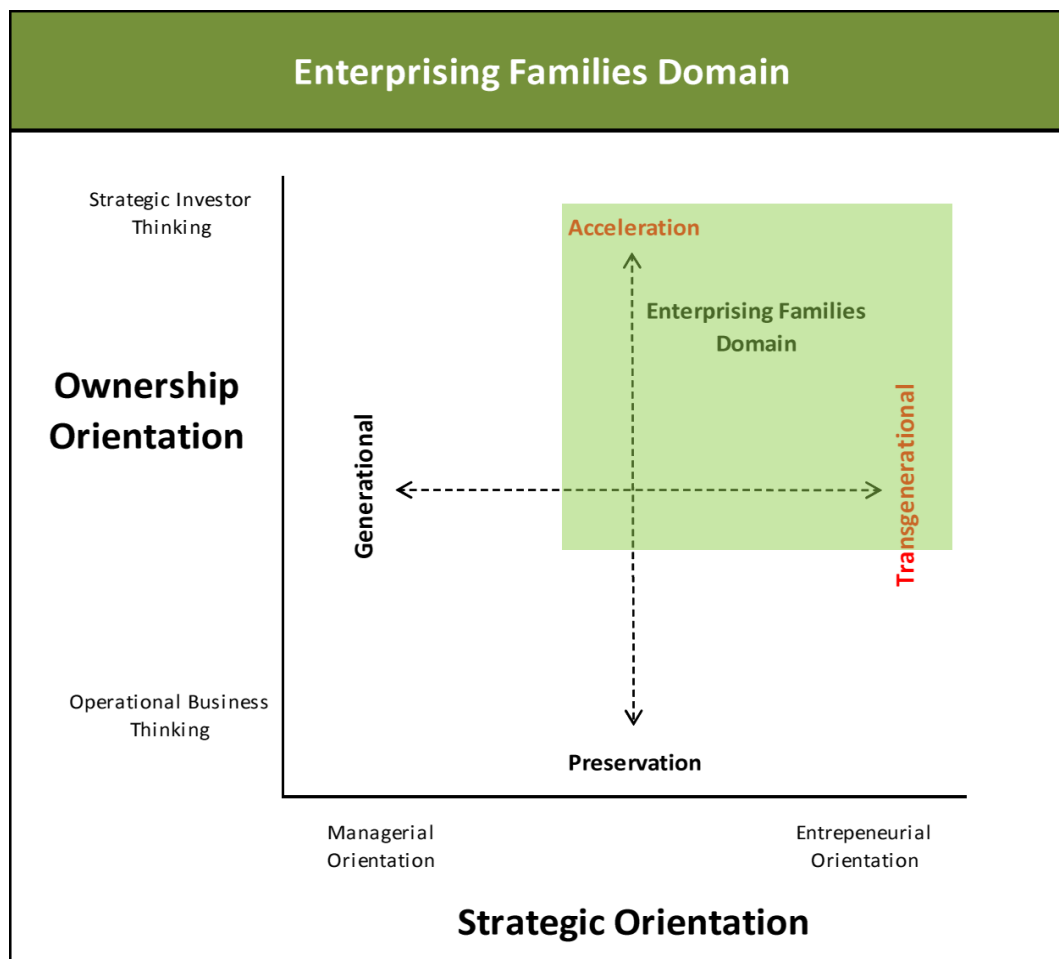 Enterprising Families Domain
Strategic Investor
Thinking
Acceleration
Enterprising Families
Domain
Ownership
Orientation
Generational
Transgenerational
Operational Business
Thinking
Preservation
Managerial
Orientation
Entrepeneurial
Orientation
Strategic Orientation